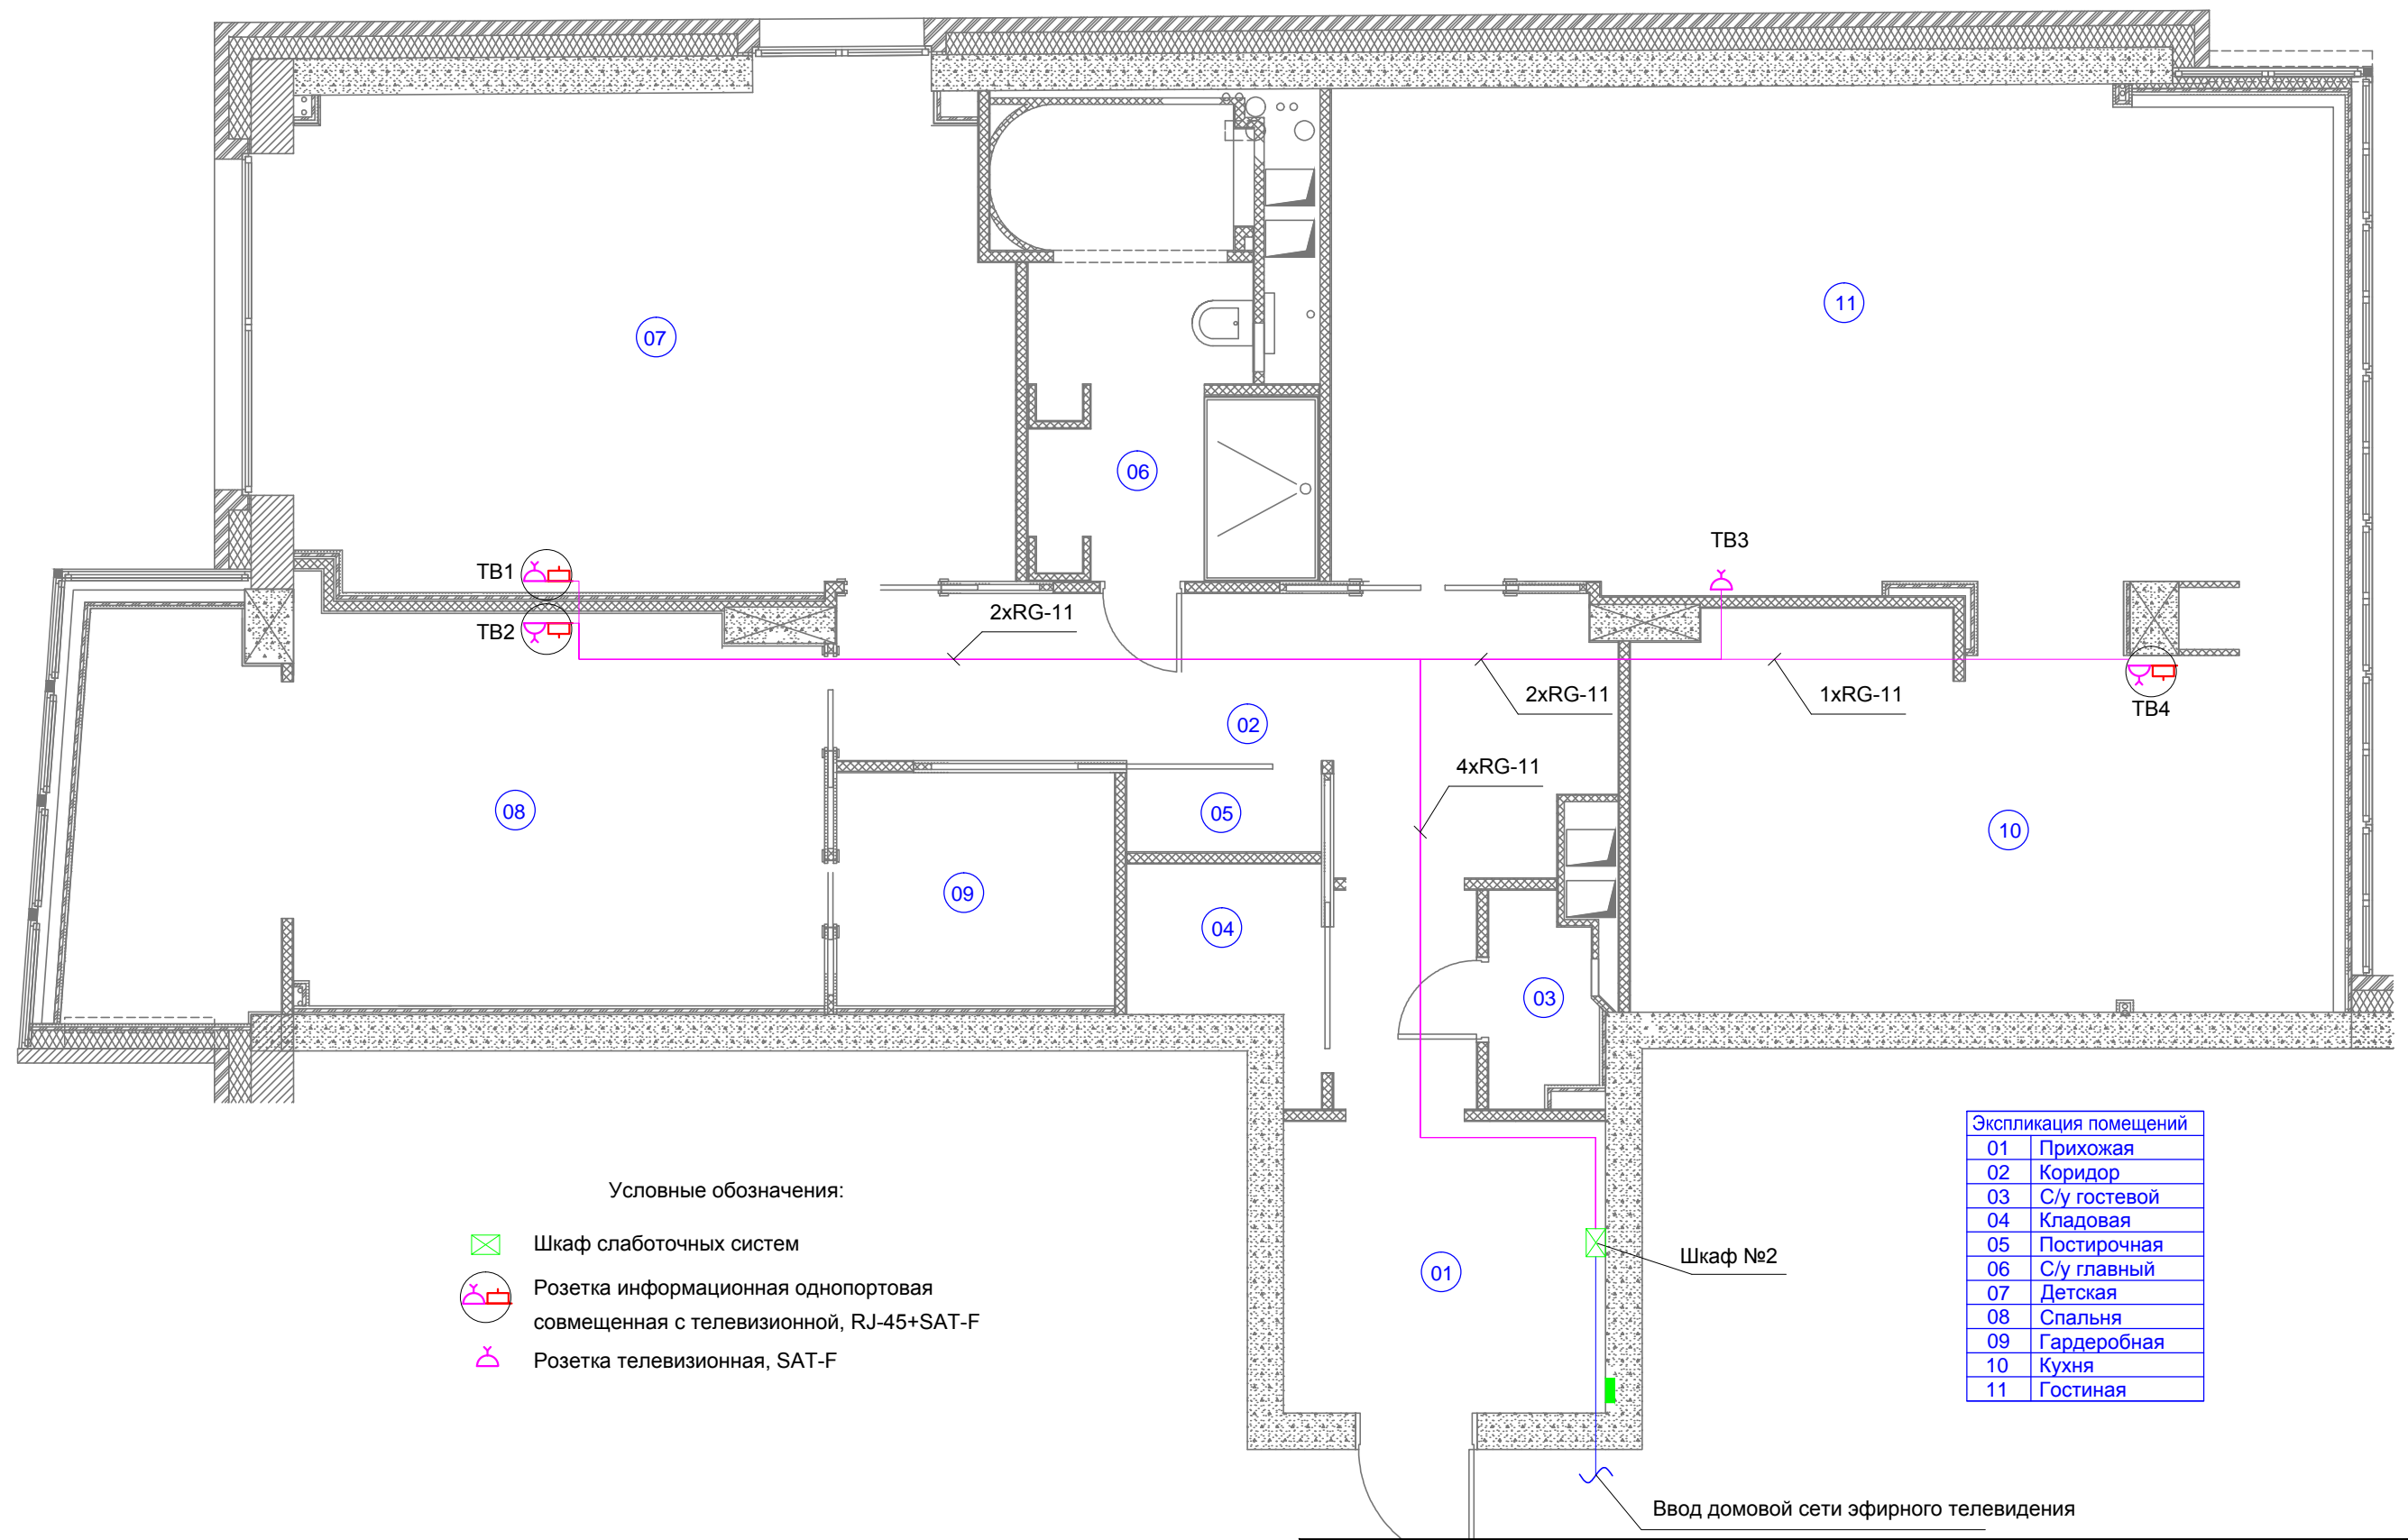 11
07
06
ТВ3
ТВ1
ТВ2
2xRG-11
2xRG-11
1xRG-11
ТВ4
02
4xRG-11
08
05
10
09
04
03
01
Шкаф №2
Ввод домовой сети эфирного телевидения
Условные обозначения:
Шкаф слаботочных систем
Розетка информационная однопортовая
совмещенная с телевизионной, RJ-45+SAT-F
Розетка телевизионная, SAT-F
Экспликация помещений
01 Прихожая
02 Коридор
03 С/у гостевой
04 Кладовая
05 Постирочная
06 С/у главный
07 Детская
08 Спальня
09 Гардеробная
10 Кухня
11 Гостиная